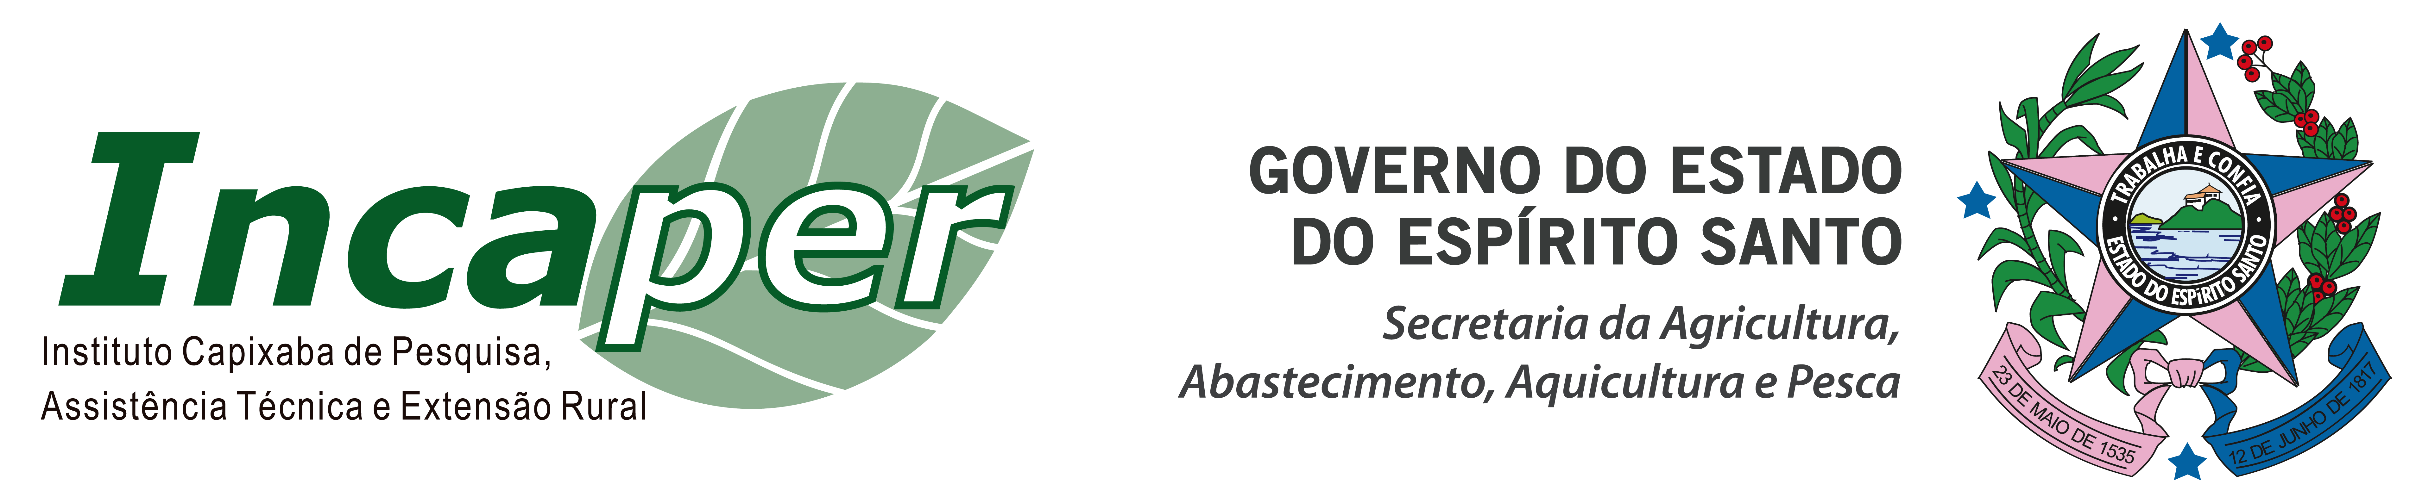 Incaper
Instituto Capixaba de Pesquisa,
Assistência Técnica e Extensão Rural
GOVERNO DO ESTADO
DO ESPÍRITO SANTO
Secretaria da Agricultura,
Abastecimento, Aquicultura e Pesca
TRABALHA E CONFIA
ESTADO DO ESPÍRITO SANTO
23 DE MAIO DE 1535
12 DE JUNHO DE 1817